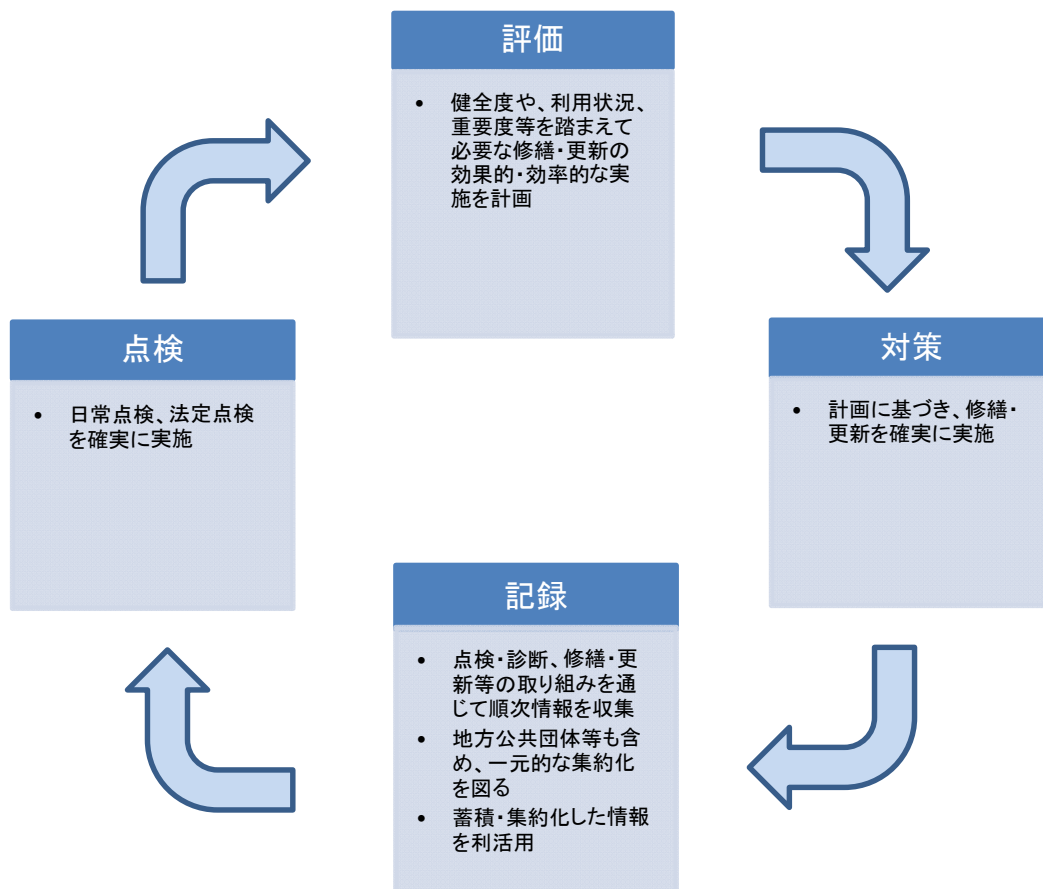 評価
• 健全度や、利用状況、
重要度等を踏まえて
必要な修繕・更新の
効果的・効率的な実
施を計画
点検
• 日常点検、法定点検
を確実に実施
対策
• 計画に基づき、修繕・
更新を確実に実施
記録
• 点検・診断、修繕・更
新等の取り組みを通
じて順次情報を収集
• 地方公共団体等も含
め、一元的な集約化
を図る
• 蓄積・集約化した情報
を利活用